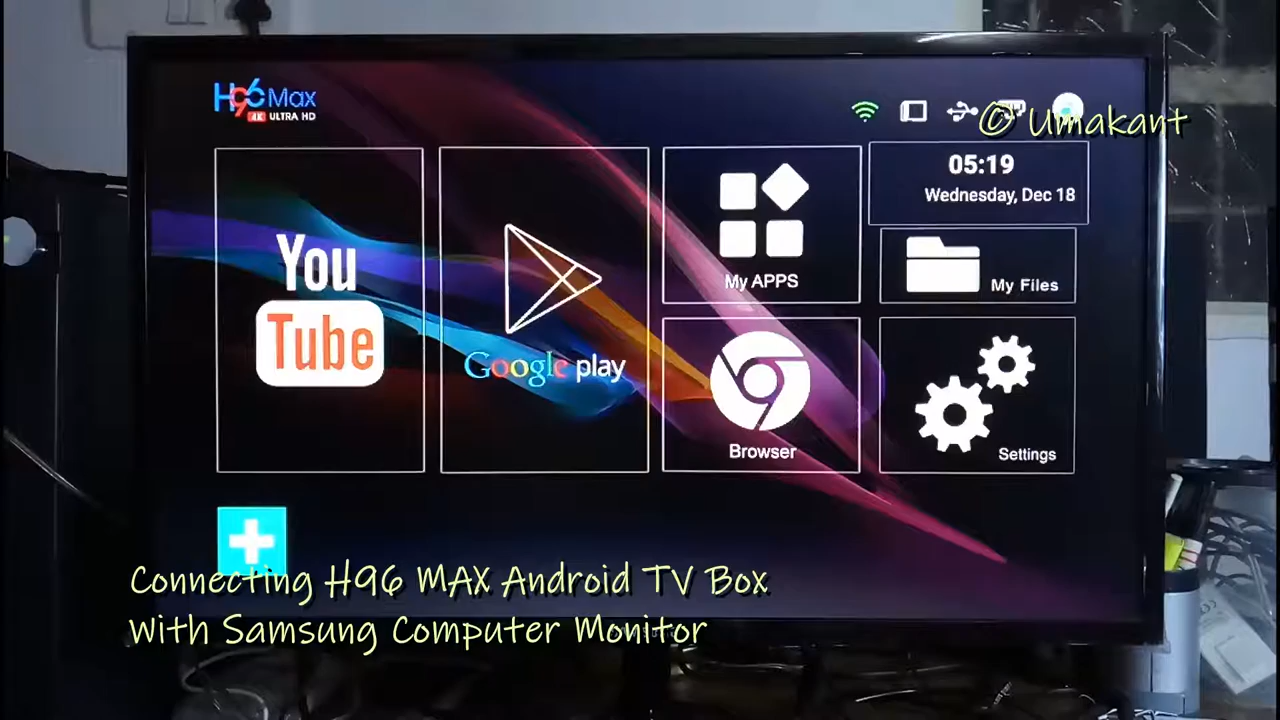 H96 Max
4K ULTRA HD
© Umakant
05:19
Wednesday, Dec 18
You
Tube
Google play
My APPS
My Files
Browser
Settings
Connecting H96 MAX Android TV Box
With Samsung Computer Monitor